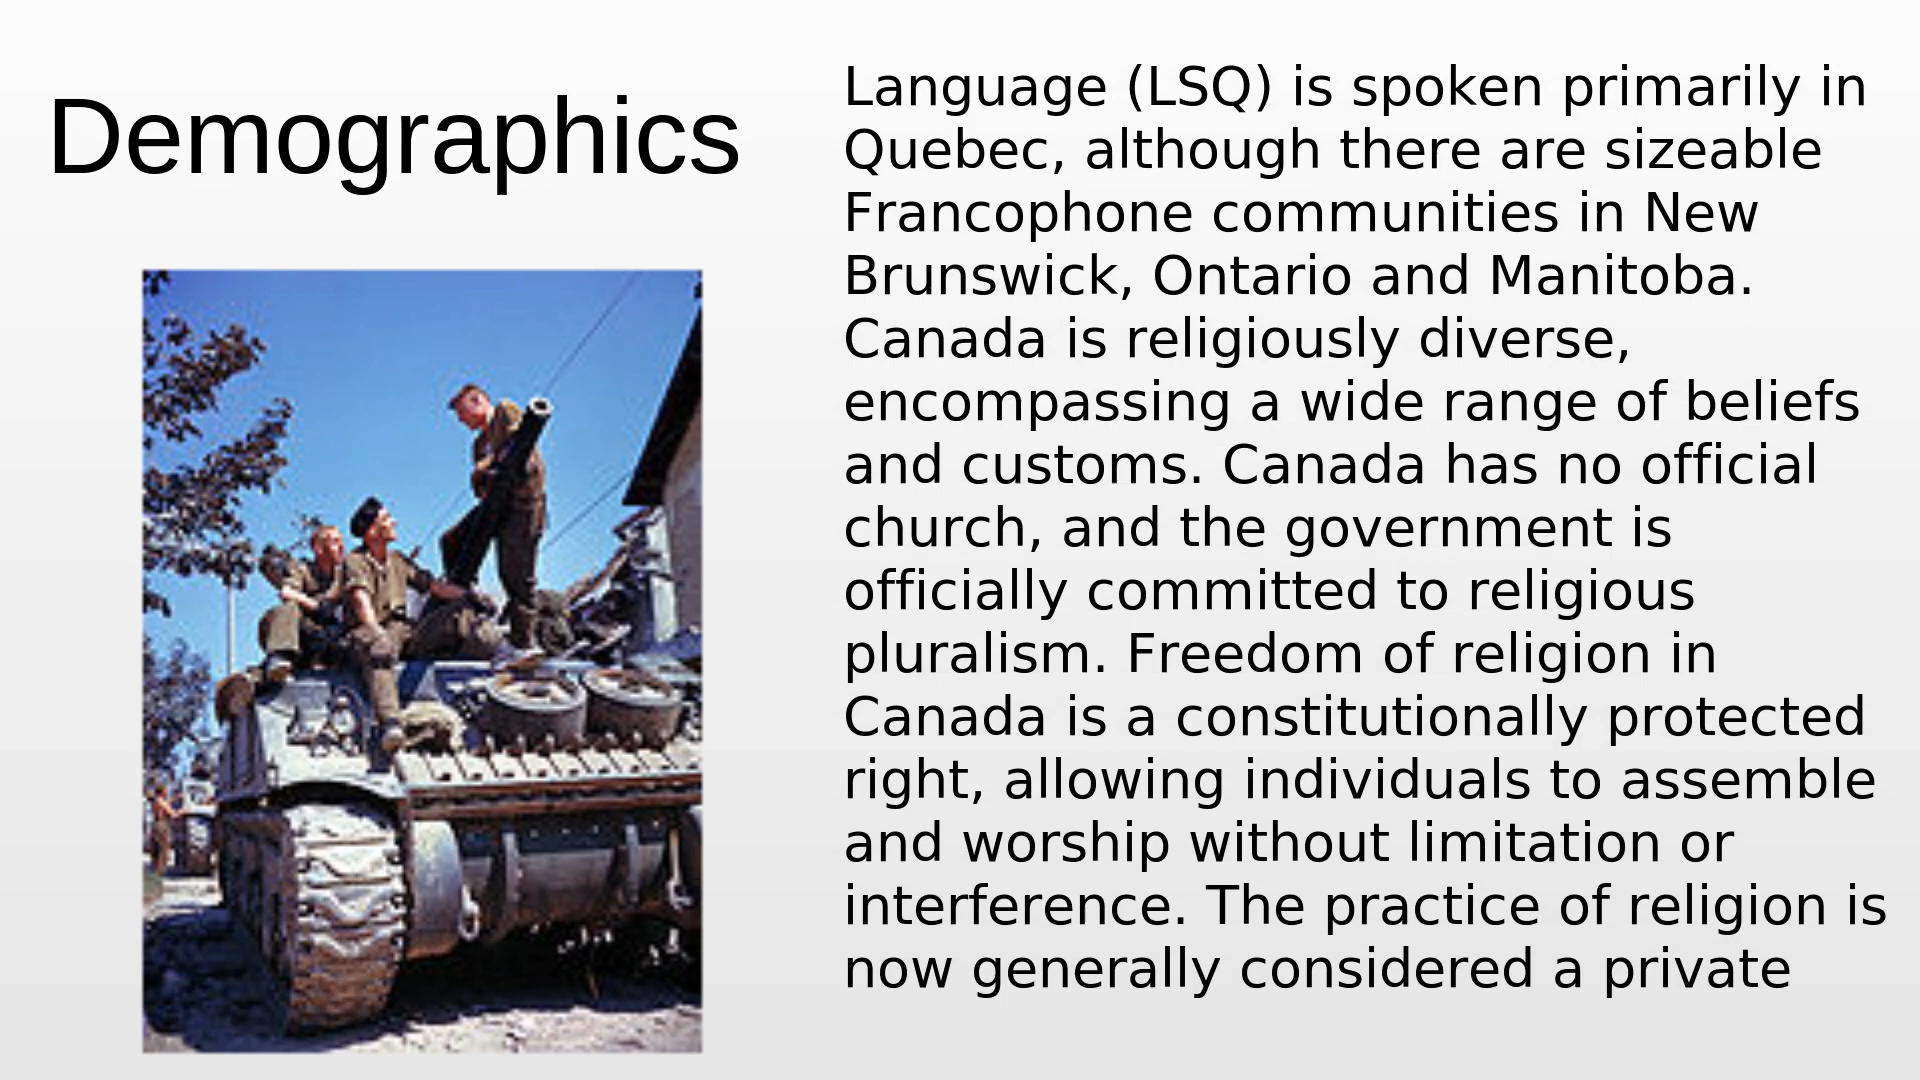 Demographics
Language (LSQ) is spoken primarily in
Quebec, although there are sizeable
Francophone communities in New
Brunswick, Ontario and Manitoba.
Canada is religiously diverse,
encompassing a wide range of beliefs
and customs. Canada has no official
church, and the government is
officially committed to religious
pluralism. Freedom of religion in
Canada is a constitutionally protected
right, allowing individuals to assemble
and worship without limitation or
interference. The practice of religion is
now generally considered a private